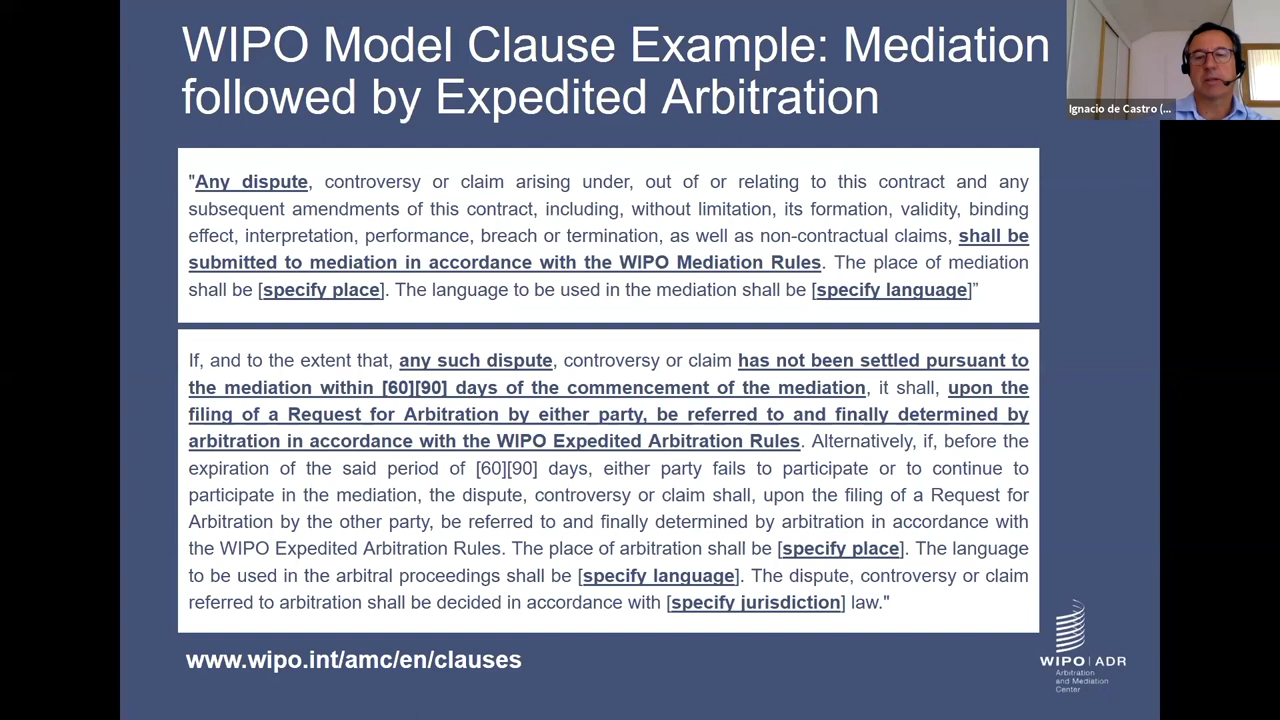 WIPO Model Clause Example: Mediation
followed by Expedited Arbitration
Ignacio de Castro (...
"Any dispute, controversy or claim arising under, out of or relating to this contract and any
subsequent amendments of this contract, including, without limitation, its formation, validity, binding
effect, interpretation, performance, breach or termination, as well as non-contractual claims, shall be
submitted to mediation in accordance with the WIPO Mediation Rules. The place of mediation
shall be [specify place]. The language to be used in the mediation shall be [specify language]”
If, and to the extent that, any such dispute, controversy or claim has not been settled pursuant to
the mediation within [60][90] days of the commencement of the mediation, it shall, upon the
filing of a Request for Arbitration by either party, be referred to and finally determined by
arbitration in accordance with the WIPO Expedited Arbitration Rules. Alternatively, if, before the
expiration of the said period of [60][90] days, either party fails to participate or to continue to
participate in the mediation, the dispute, controversy or claim shall, upon the filing of a Request for
Arbitration by the other party, be referred to and finally determined by arbitration in accordance with
the WIPO Expedited Arbitration Rules. The place of arbitration shall be [specify place]. The language
to be used in the arbitral proceedings shall be [specify language]. The dispute, controversy or claim
referred to arbitration shall be decided in accordance with [specify jurisdiction] law."
www.wipo.int/amc/en/clauses
WIPO | ADR
Arbitration
and Mediation
Center